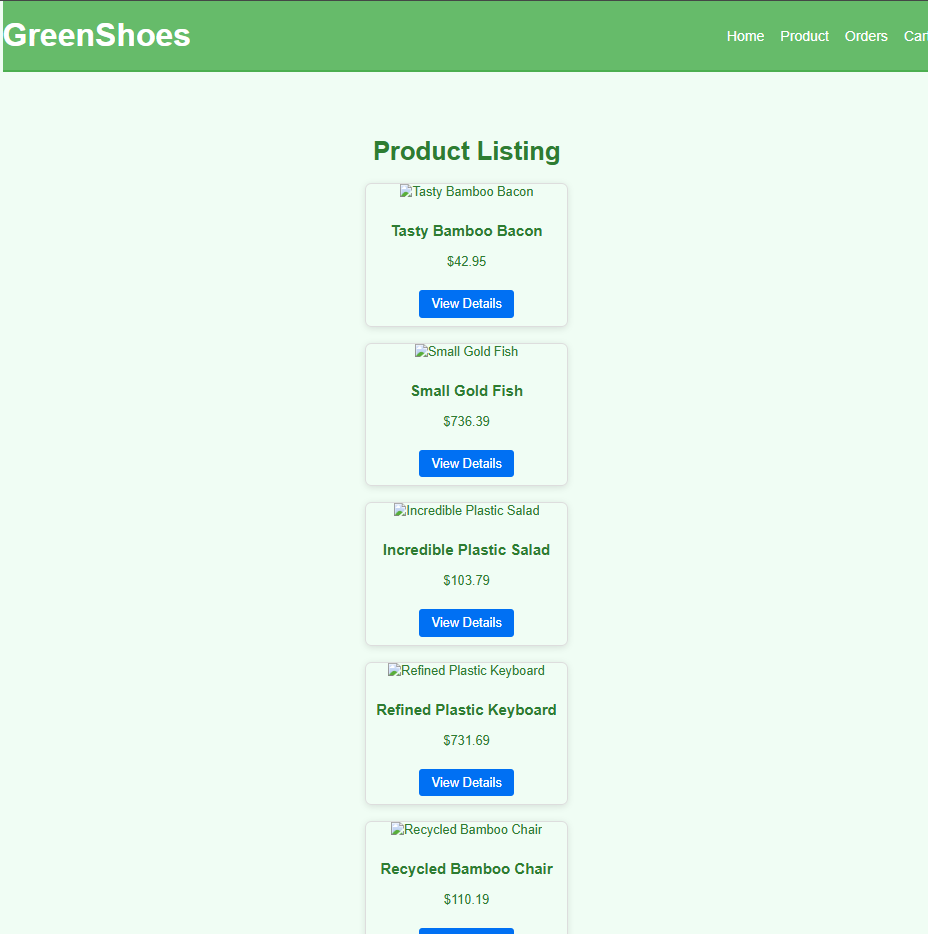 GreenShoes
Home Product Orders Cart
Product Listing
Tasty Bamboo Bacon
Tasty Bamboo Bacon
$42.95
View Details
Small Gold Fish
Small Gold Fish
$736.39
View Details
Incredible Plastic Salad
Incredible Plastic Salad
$103.79
View Details
Refined Plastic Keyboard
Refined Plastic Keyboard
$731.69
View Details
Recycled Bamboo Chair
Recycled Bamboo Chair
$110.19